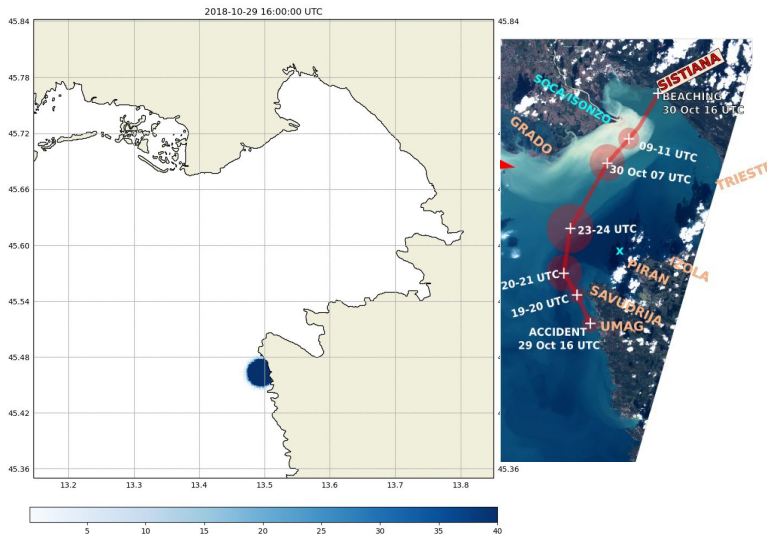 2018-10-29 16:00:00 UTC
45.84
45.78
45.72
45.66
45.60
45.54
45.48
45.42
45.36
13.2
13.3
13.4
13.5
13.6
13.7
13.8
45.84
45.36
5
10
15
20
25
30
35
40
SISTIANA
BEACHING
30 Oct 16 UTC
SOCA/ISONZO
GRADO
09-11 UTC
30 Oct 07 UTC
TRIESTE
23-24 UTC
x
PIRAN
IZOLA
20-21 UTC
19-20 UTC
SAVUDRIJA
UMAG
ACCIDENT
29 Oct 16 UTC